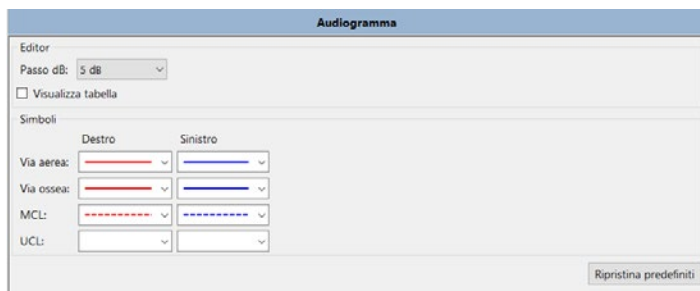 Audiogramma
Editor
Passo dB: 5 dB
Visualizza tabella
Simboli
Destro Sinistro
Via aerea:
Via ossea:
MCL:
UCL:
Ripristina predefiniti